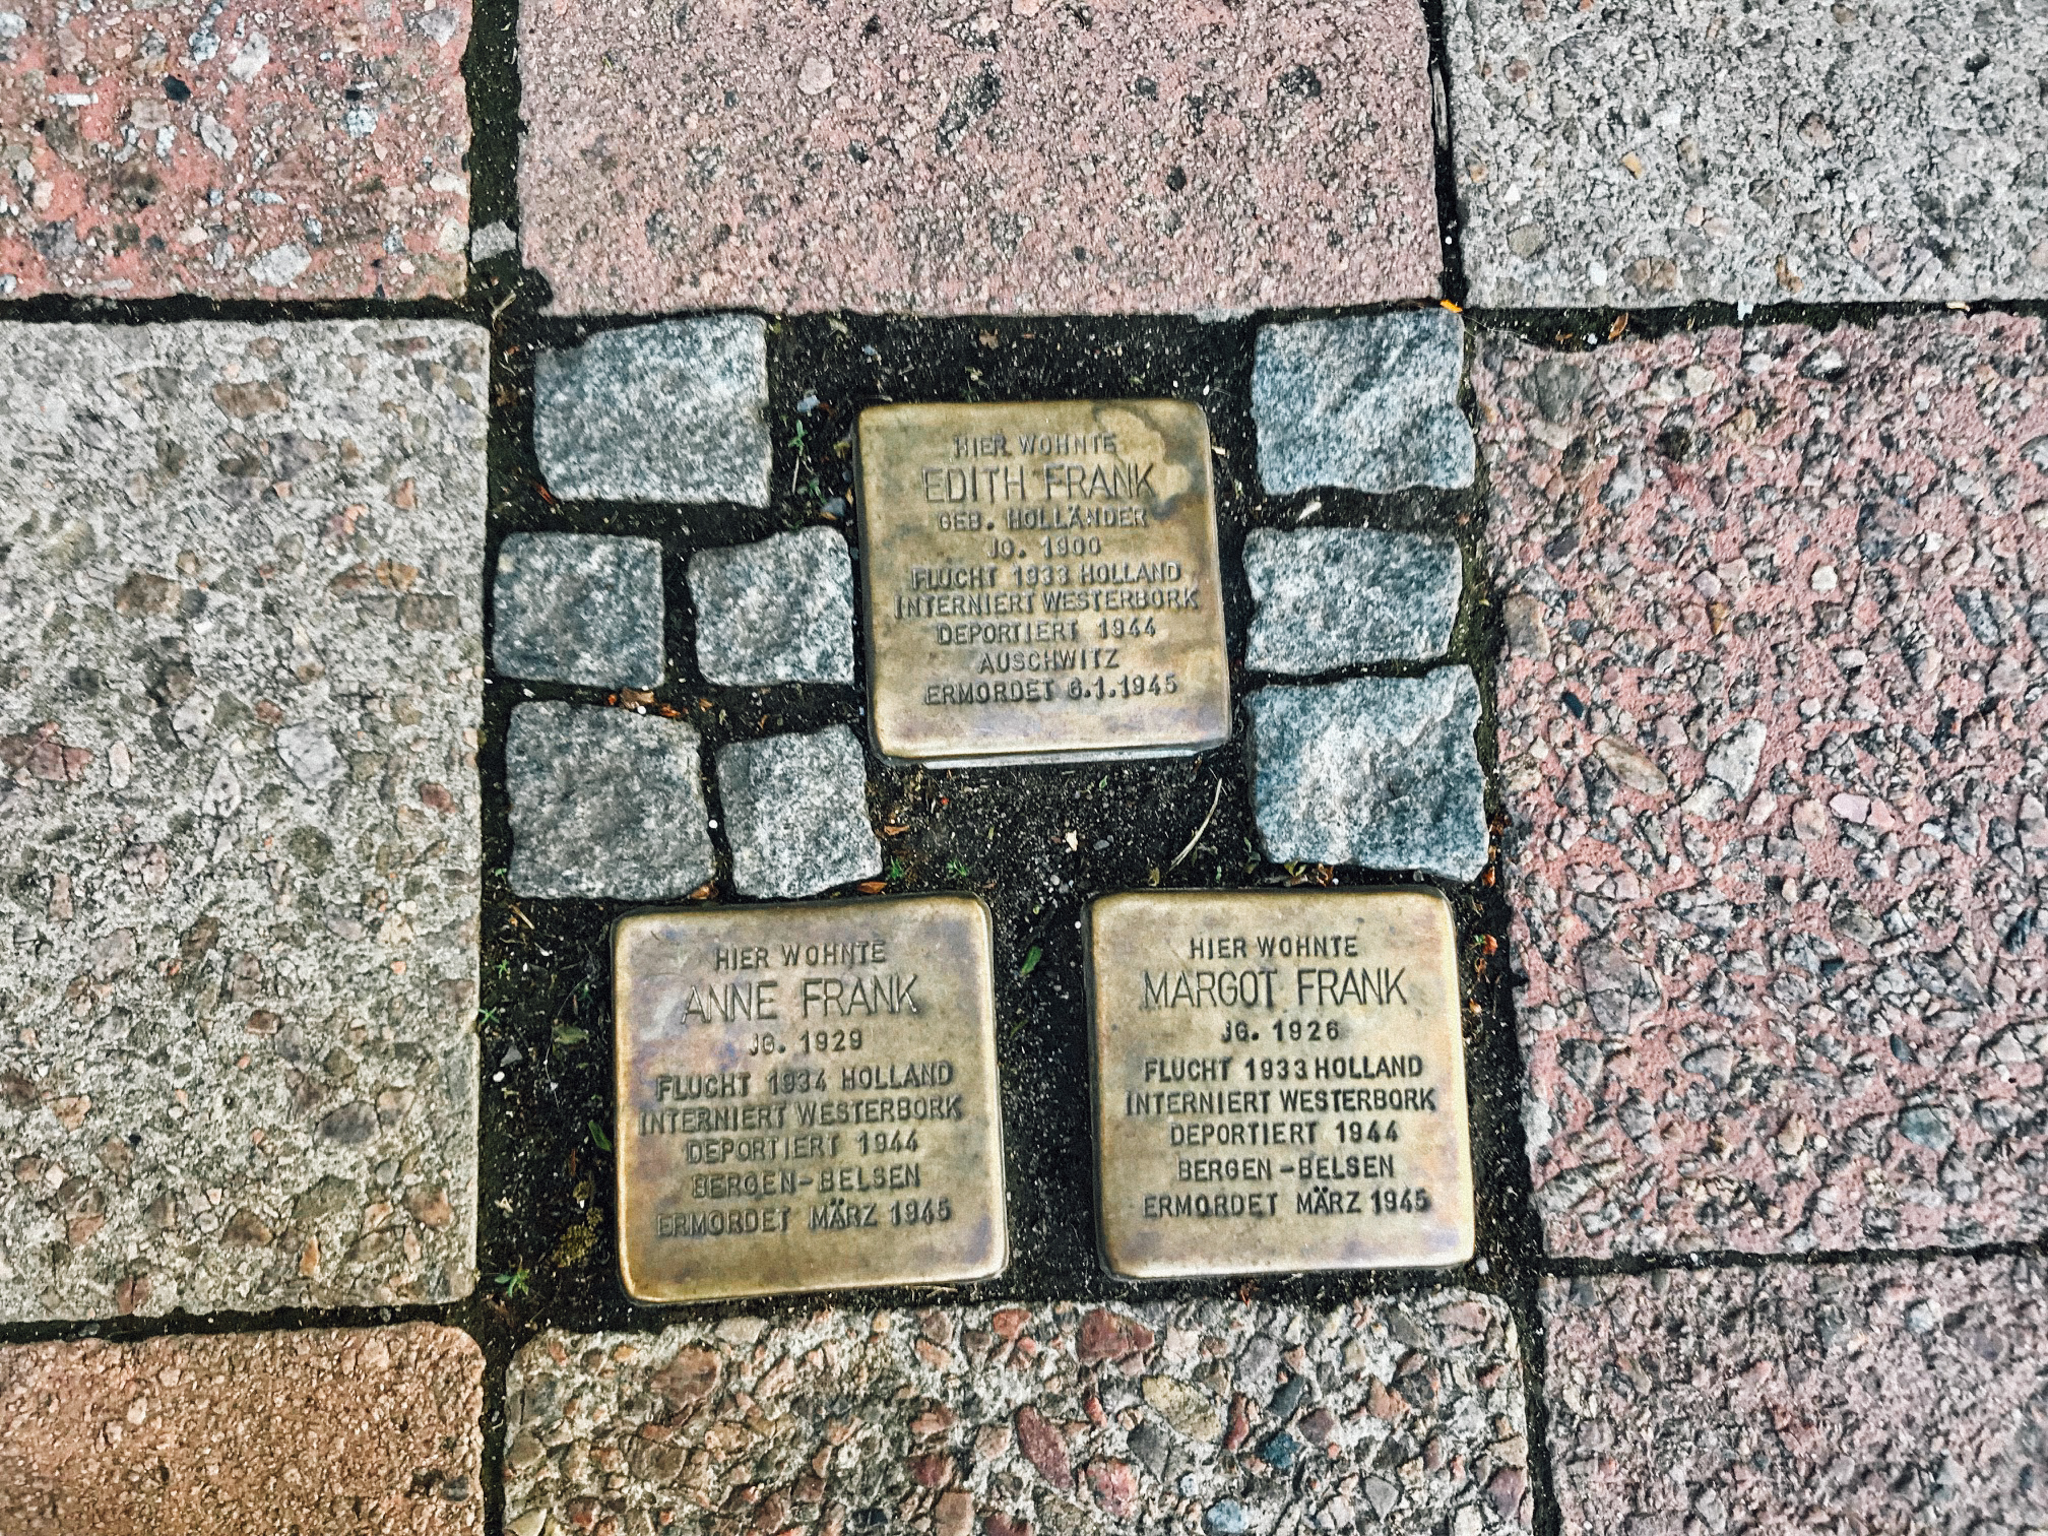 HIER WOHNTE
EDITH FRANK
GEB. HOLLÄNDER
JG. 1900
FLUCHT 1933 HOLLAND
INTERNIERT WESTERBORK
DEPORTIERT 1944
AUSCHWITZ
ERMORDET 6.1.1945
HIER WOHNTE
ANNE FRANK
JG. 1929
FLUCHT 1934 HOLLAND
INTERNIERT WESTERBORK
DEPORTIERT 1944
BERGEN-BELSEN
ERMORDET MÄRZ 1945
HIER WOHNTE
MARGOT FRANK
JG. 1926
FLUCHT 1933 HOLLAND
INTERNIERT WESTERBORK
DEPORTIERT 1944
BERGEN-BELSEN
ERMORDET MÄRZ 1945